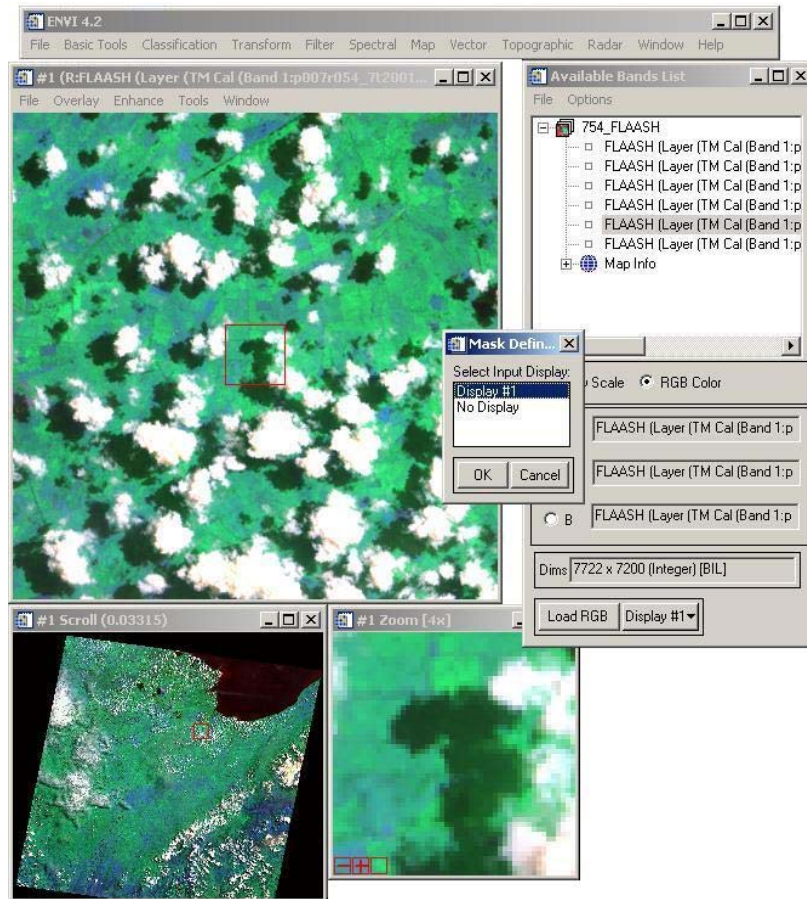 ENVI 4.2
File Basic Tools Classification Transform Filter Spectral Map Vector Topographic Radar Window Help
#1 (R:FLAASH (Layer (TM Cal (Band 1:p007r054_7t2001...
File Overlay Enhance Tools Window
Available Bands List
File Options
754_FLAASH
FLAASH (Layer (TM Cal (Band 1:p
FLAASH (Layer (TM Cal (Band 1:p
FLAASH (Layer (TM Cal (Band 1:p
FLAASH (Layer (TM Cal (Band 1:p
FLAASH (Layer (TM Cal (Band 1:p
FLAASH (Layer (TM Cal (Band 1:p
Map Info
Mask Defin...
Select Input Display:
Display #1
No Display
OK Cancel
Scale RGB Color
FLAASH (Layer (TM Cal (Band 1:p
FLAASH (Layer (TM Cal (Band 1:p
B FLAASH (Layer (TM Cal (Band 1:p
Dims 7722 x 7200 (Integer) [BIL]
Load RGB Display #1
#1 Scroll (0.03315)
#1 Zoom [4x]